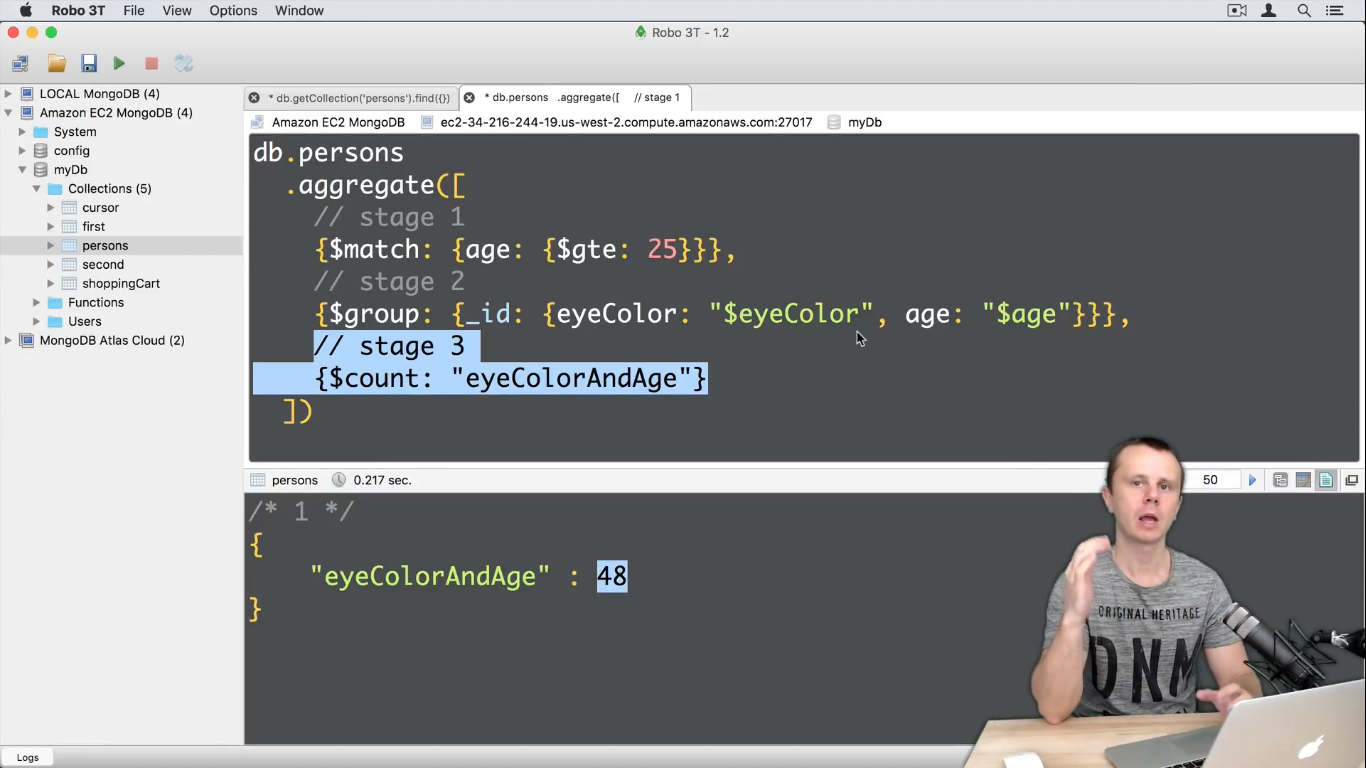 Robo 3T File View Options Window
Robo 3T - 1.2
LOCAL MongoDB (4)
Amazon EC2 MongoDB (4)
System
config
myDb
Collections (5)
cursor
first
persons
second
shoppingCart
Functions
Users
MongoDB Atlas Cloud (2)
* db.getCollection('persons').find({}) * db.persons .aggregate([ // stage 1
Amazon EC2 MongoDB ec2-34-216-244-19.us-west-2.compute.amazonaws.com:27017 myDb
db.persons
.aggregate([
// stage 1
{$match: {age: {$gte: 25}}},
// stage 2
{$group: {_id: {eyeColor: "$eyeColor", age: "$age"}}},
// stage 3
{$count: "eyeColorAndAge"}
])
persons 0.217 sec. 50
/* 1 */
{
"eyeColorAndAge" : 48
}
ORIGINAL HERITAGE
DNM
Logs